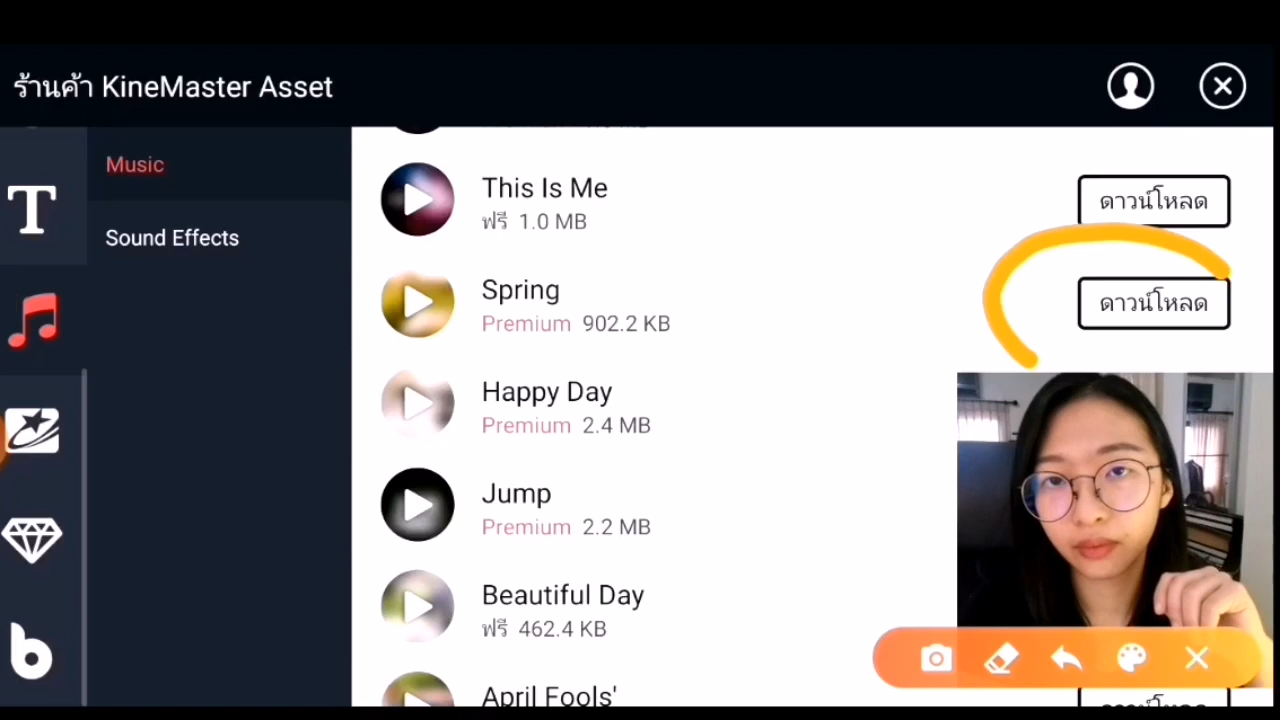 ร้านค้า KineMaster Asset
Music
Sound Effects
This Is Me
ฟรี 1.0 MB
ดาวน์โหลด
Spring
Premium 902.2 KB
ดาวน์โหลด
Happy Day
Premium 2.4 MB
Jump
Premium 2.2 MB
Beautiful Day
ฟรี 462.4 KB
April Fools'